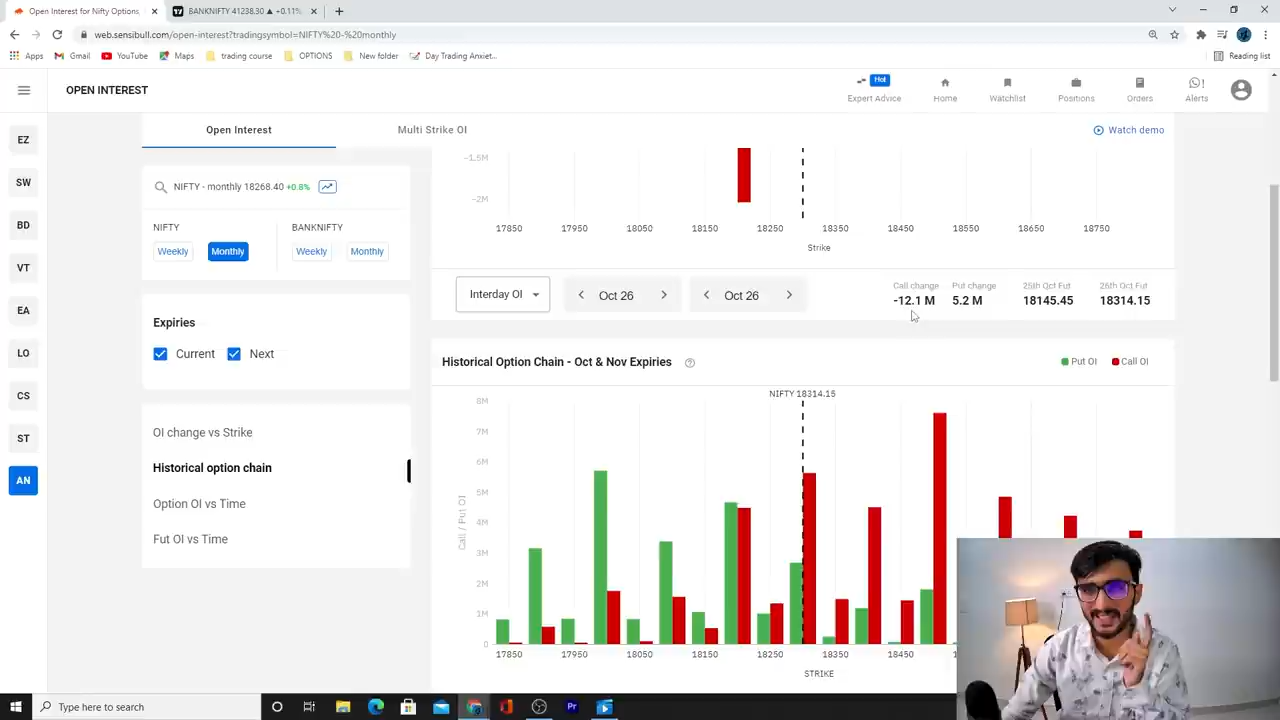 Open Interest for Nifty Options
BANKNIFTY 41238.30 ▲ +0.11%
web.sensibull.com/open-interest?tradingsymbol=NIFTY%20-%20monthly
Apps
Gmail
YouTube
Maps
trading course
OPTIONS
New folder
Day Trading Anxiet...
Reading list
OPEN INTEREST
Hot
Expert Advice
Home
Watchlist
Positions
Orders
Alerts
EZ
SW
BD
VT
EA
LO
CS
ST
AN
Open Interest
Multi Strike OI
Watch demo
NIFTY - monthly 18268.40 +0.8%
NIFTY
BANKNIFTY
Weekly
Monthly
Weekly
Monthly
Expiries
Current
Next
OI change vs Strike
Historical option chain
Option OI vs Time
Fut OI vs Time
−1.5M
−2M
17850 17950 18050 18150 18250 18350 18450 18550 18650 18750
Strike
Interday OI
Oct 26
Oct 26
Call change
-12.1 M
Put change
5.2 M
25th Oct Fut
18145.45
26th Oct Fut
18314.15
Historical Option Chain - Oct & Nov Expiries
Put OI
Call OI
NIFTY 18314.15
8M
7M
6M
5M
4M
3M
2M
1M
0
Call / Put OI
17850 17950 18050 18150 18250 18350 18450
STRIKE
Type here to search
Pr